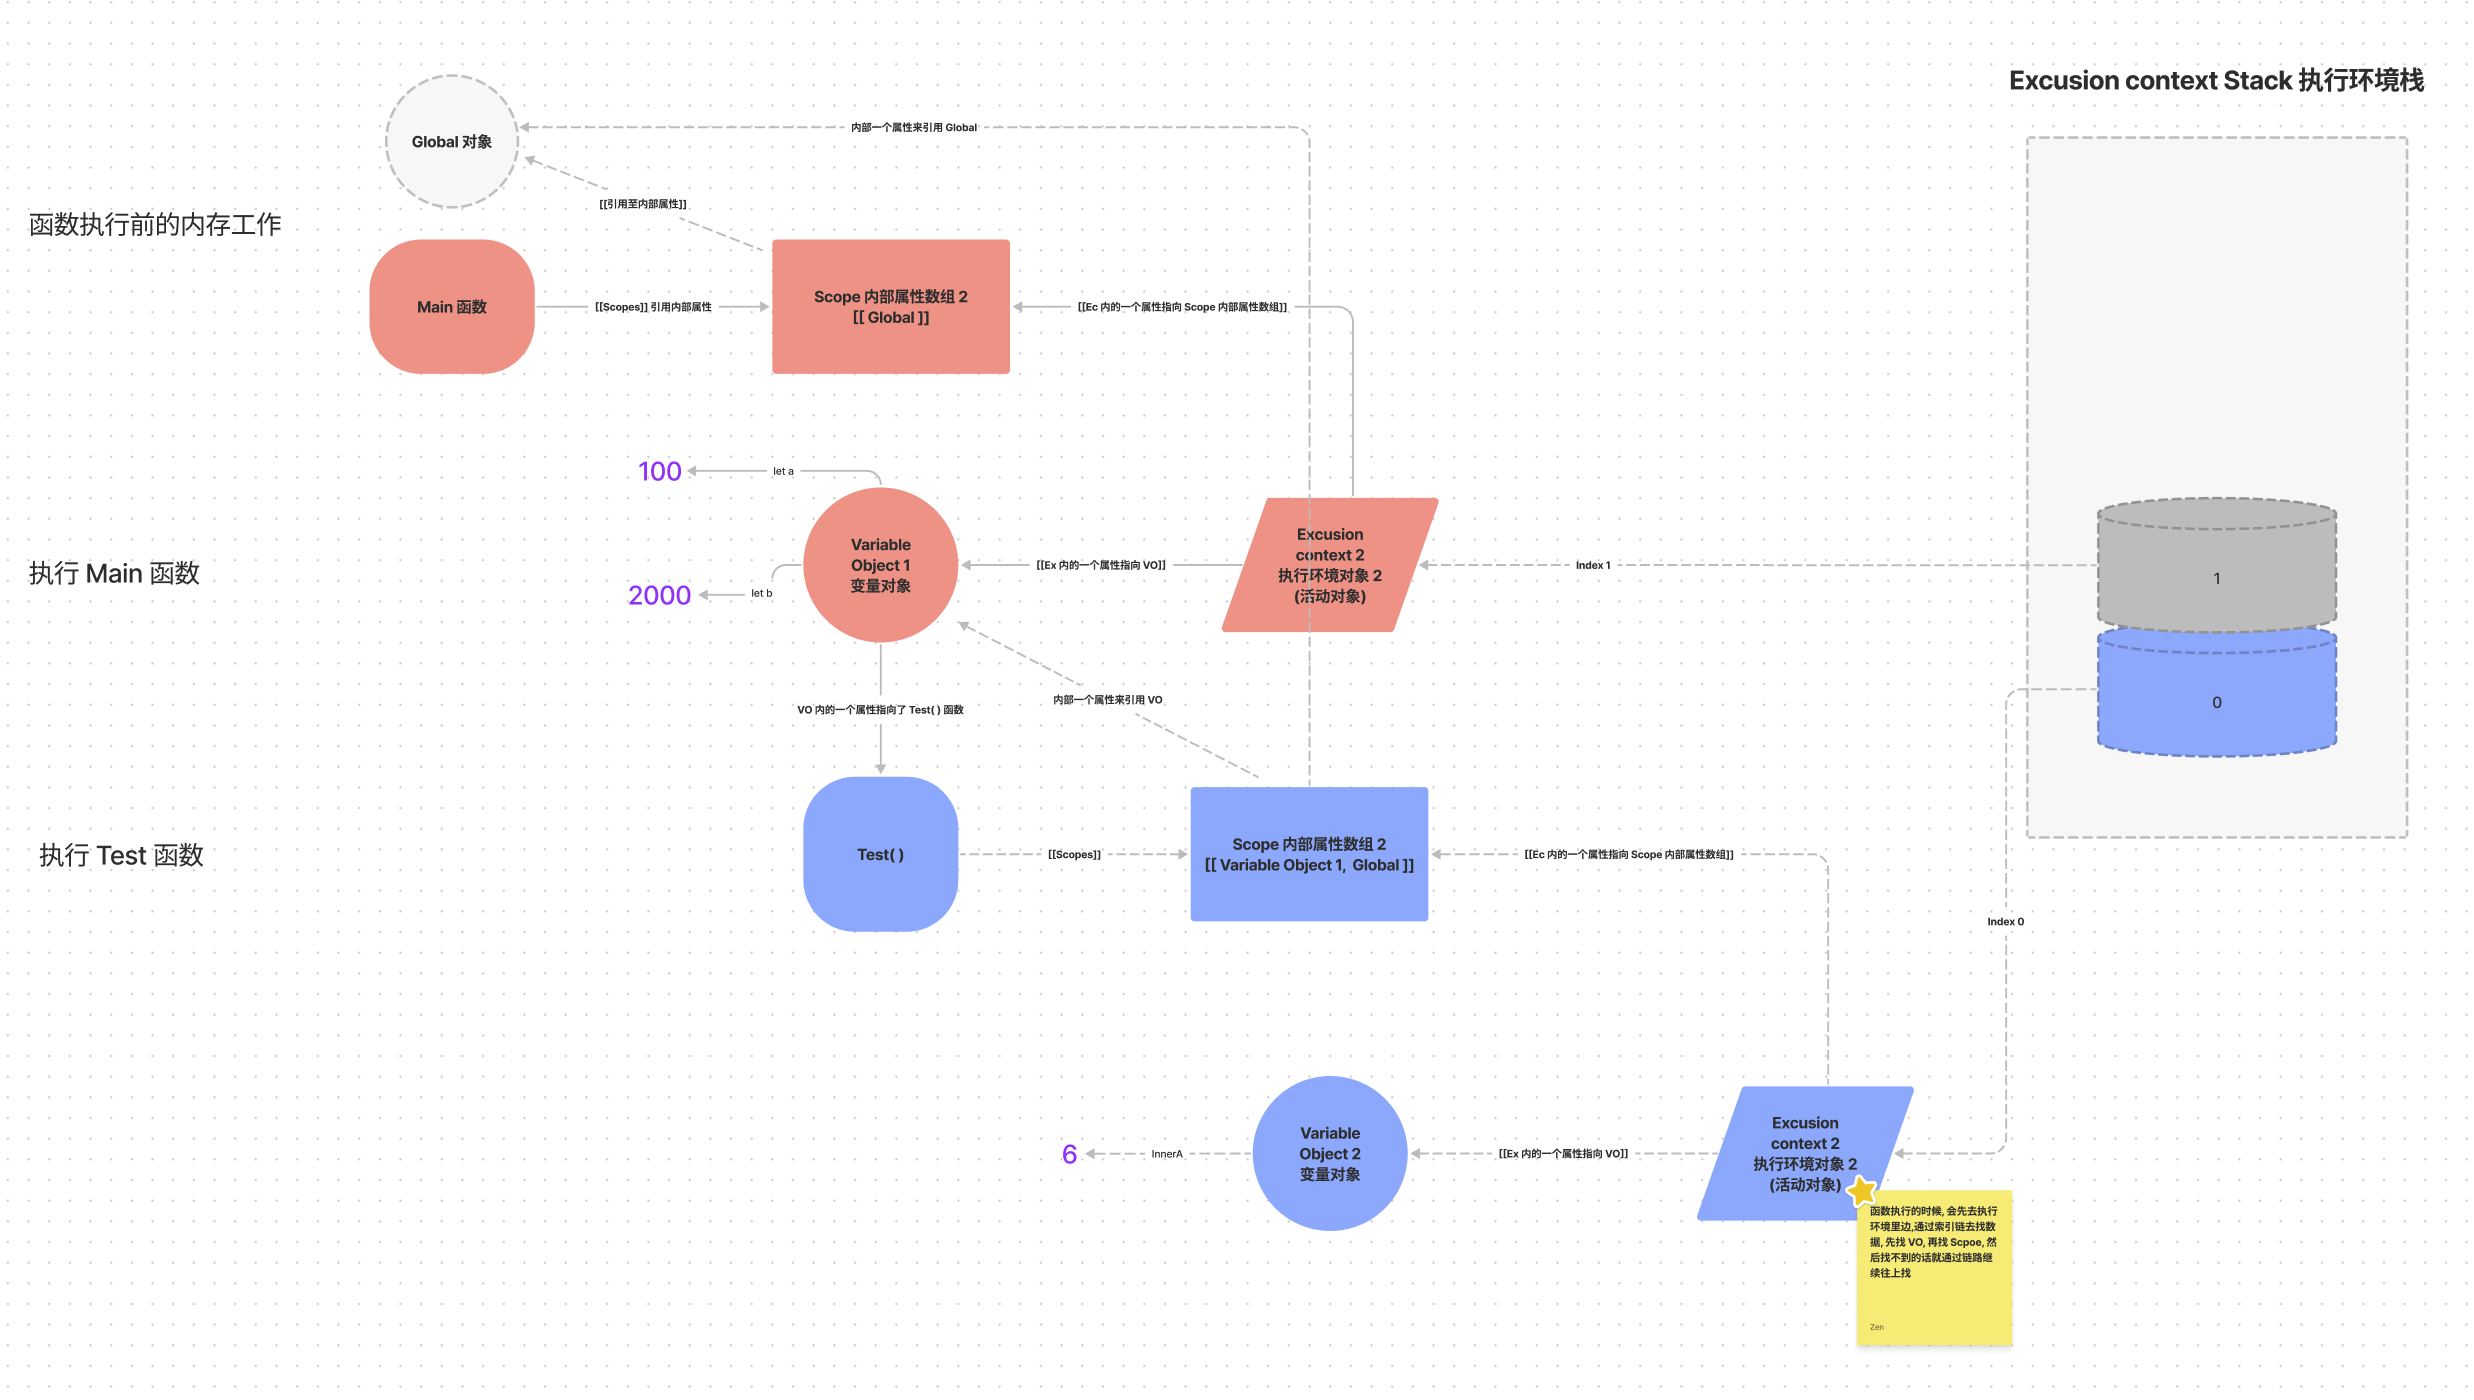 Excusion context Stack 执行环境栈
Global 对象
内部一个属性来引用 Global
[[引用至内部属性]]
函数执行前的内存工作
Main 函数
[[Scopes]] 引用内部属性
Scope 内部属性数组 2
[[ Global ]]
[[Ec 内的一个属性指向 Scope 内部属性数组]]
100
let a
执行 Main 函数
2000
let b
Variable
Object 1
变量对象
[[Ex 内的一个属性指向 VO]]
Excusion
context 2
执行环境对象 2
(活动对象)
Index 1
1
0
VO 内的一个属性指向了 Test( ) 函数
内部一个属性来引用 VO
执行 Test 函数
Test( )
[[Scopes]]
Scope 内部属性数组 2
[[ Variable Object 1, Global ]]
[[Ec 内的一个属性指向 Scope 内部属性数组]]
Index 0
6
InnerA
Variable
Object 2
变量对象
[[Ex 内的一个属性指向 VO]]
Excusion
context 2
执行环境对象 2
(活动对象)
函数执行的时候, 会先去执行
环境里边,通过索引链去找数
据, 先找 VO, 再找 Scpoe, 然
后找不到的话就通过链路继
续往上找
Zen